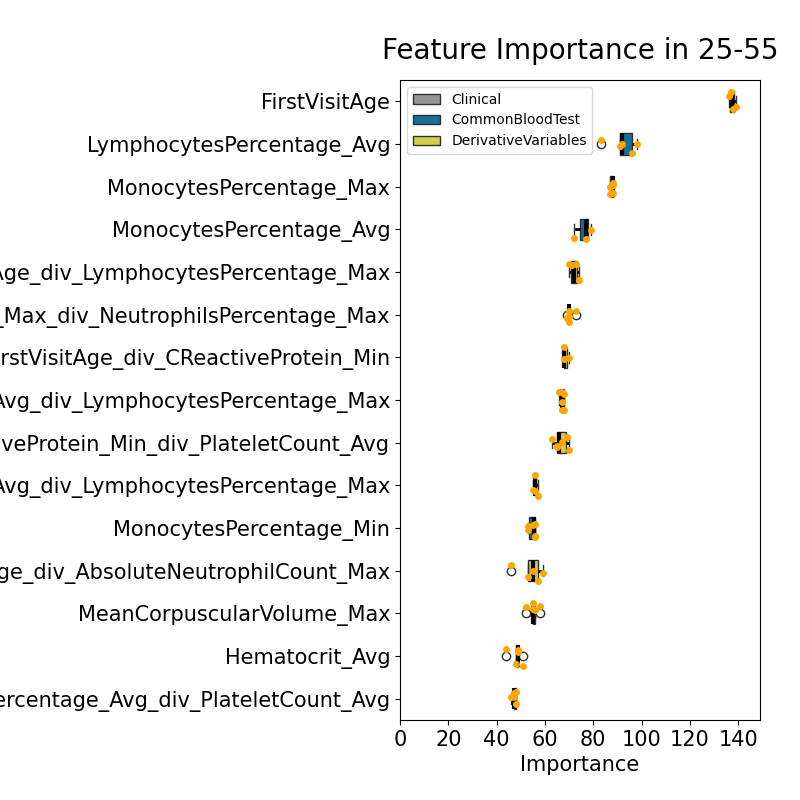 Feature Importance in 25-55
Clinical
CommonBloodTest
DerivativeVariables
FirstVisitAge
LymphocytesPercentage_Avg
MonocytesPercentage_Max
MonocytesPercentage_Avg
Age_div_LymphocytesPercentage_Max
_Max_div_NeutrophilsPercentage_Max
rstVisitAge_div_CReactiveProtein_Min
Avg_div_LymphocytesPercentage_Max
veProtein_Min_div_PlateletCount_Avg
Avg_div_LymphocytesPercentage_Max
MonocytesPercentage_Min
ge_div_AbsoluteNeutrophilCount_Max
MeanCorpuscularVolume_Max
Hematocrit_Avg
ercentage_Avg_div_PlateletCount_Avg
0 20 40 60 80 100 120 140
Importance